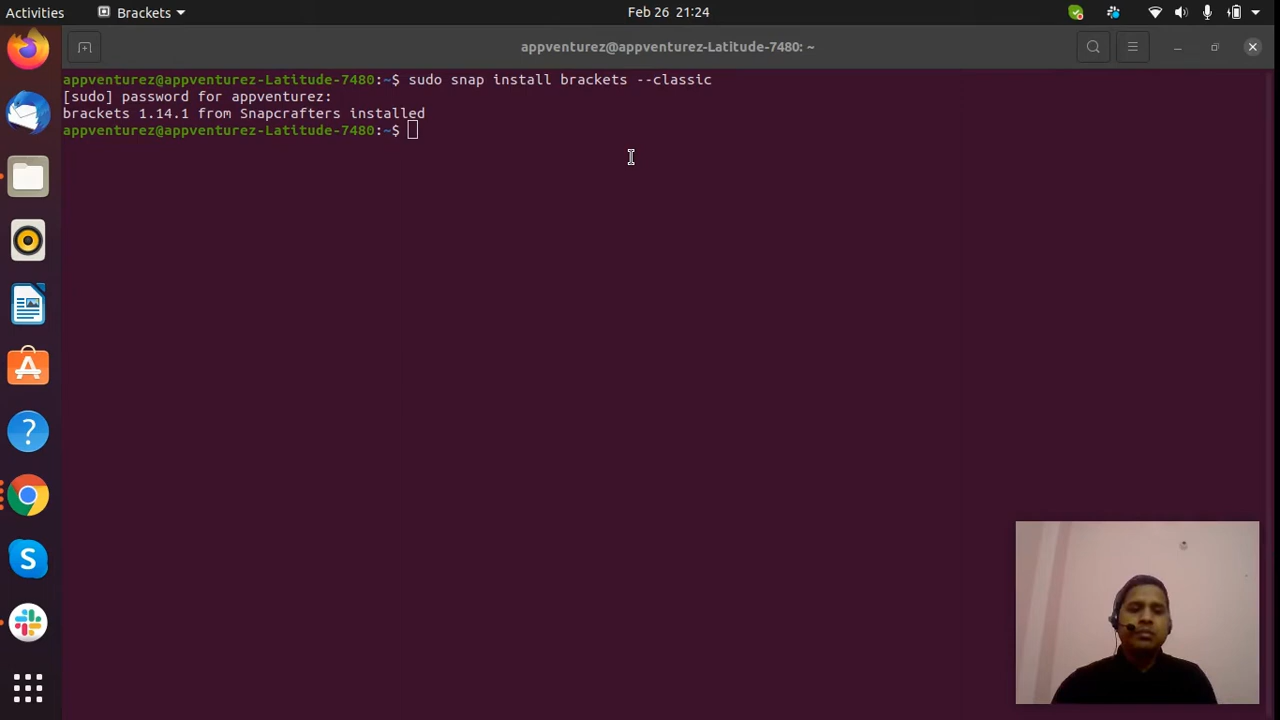 Activities
Brackets
Feb 26 21:24
appventurez@appventurez-Latitude-7480: ~
appventurez@appventurez-Latitude-7480:~$ sudo snap install brackets --classic
[sudo] password for appventurez:
brackets 1.14.1 from Snapcrafters installed
appventurez@appventurez-Latitude-7480:~$